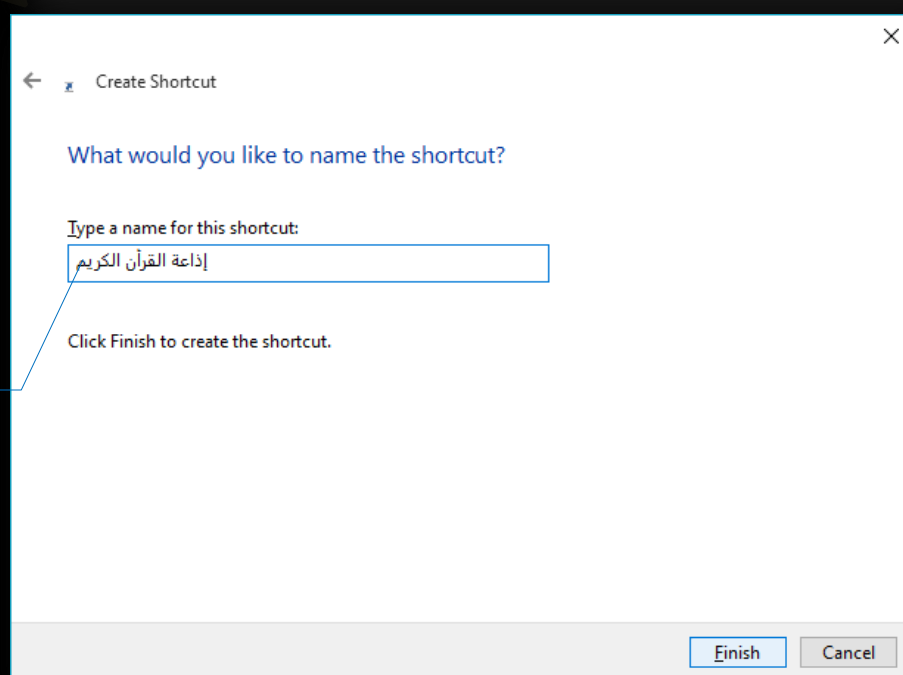 Create Shortcut
What would you like to name the shortcut?
Type a name for this shortcut:
إذاعة القرأن الكريم
Click Finish to create the shortcut.
Finish
Cancel